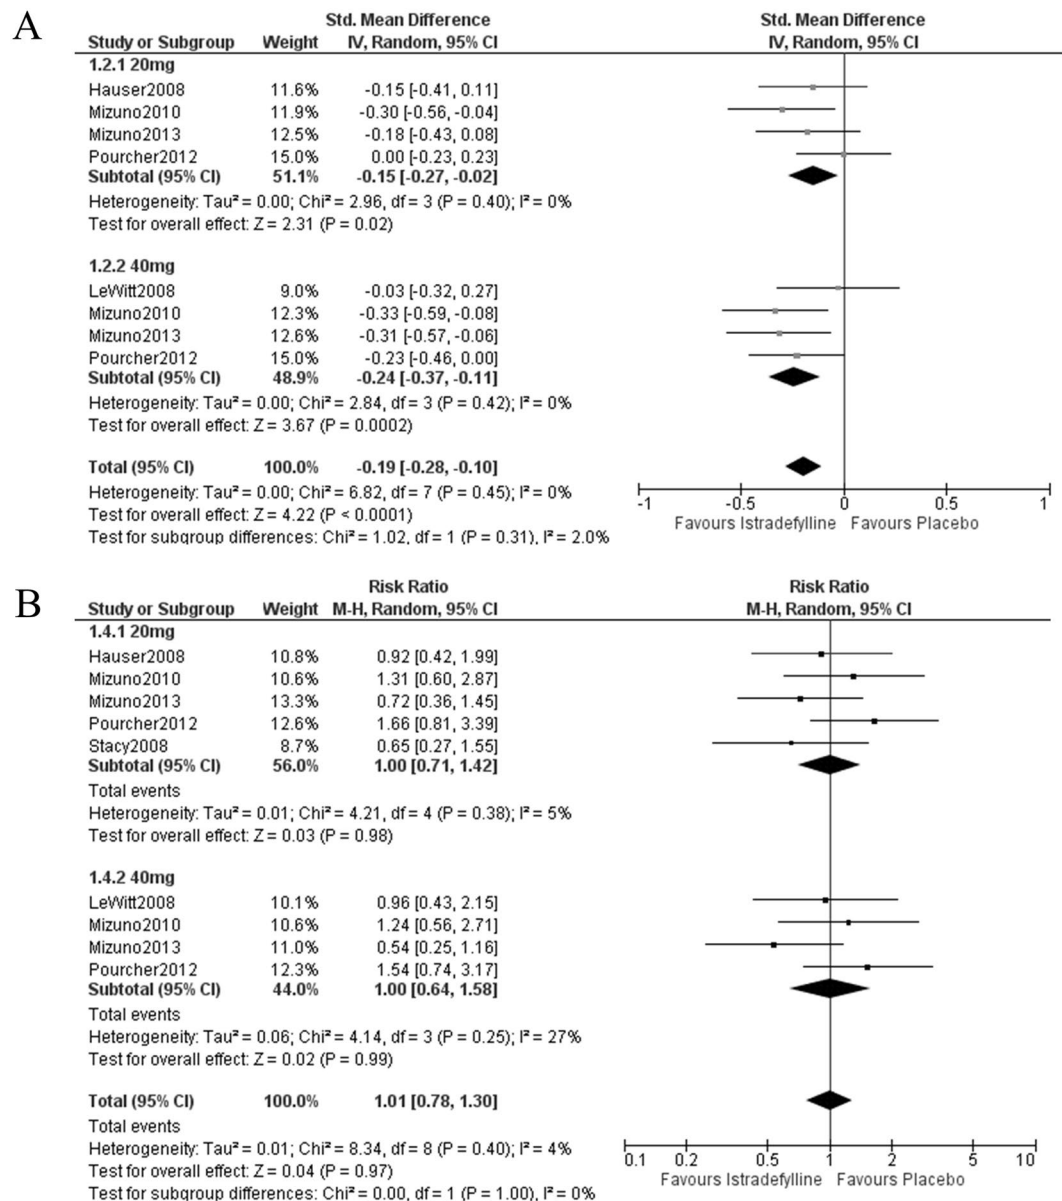 A
Std. Mean Difference Std. Mean Difference
Study or Subgroup Weight IV, Random, 95% CI IV, Random, 95% CI
1.2.1 20mg
Hauser2008 11.6% -0.15 [-0.41, 0.11]
Mizuno2010 11.9% -0.30 [-0.56, -0.04]
Mizuno2013 12.5% -0.18 [-0.43, 0.08]
Pourcher2012 15.0% 0.00 [-0.23, 0.23]
Subtotal (95% CI) 51.1% -0.15 [-0.27, -0.02]
Heterogeneity: Tau² = 0.00; Chi² = 2.96, df = 3 (P = 0.40); I² = 0%
Test for overall effect: Z = 2.31 (P = 0.02)
1.2.2 40mg
LeWitt2008 9.0% -0.03 [-0.32, 0.27]
Mizuno2010 12.3% -0.33 [-0.59, -0.08]
Mizuno2013 12.6% -0.31 [-0.57, -0.06]
Pourcher2012 15.0% -0.23 [-0.46, 0.00]
Subtotal (95% CI) 48.9% -0.24 [-0.37, -0.11]
Heterogeneity: Tau² = 0.00; Chi² = 2.84, df = 3 (P = 0.42); I² = 0%
Test for overall effect: Z = 3.67 (P = 0.0002)
Total (95% CI) 100.0% -0.19 [-0.28, -0.10]
Heterogeneity: Tau² = 0.00; Chi² = 6.82, df = 7 (P = 0.45); I² = 0%
-1 -0.5 0 0.5 1
Test for overall effect: Z = 4.22 (P < 0.0001)
Favours Istradefylline Favours Placebo
Test for subgroup differences: Chi² = 1.02, df = 1 (P = 0.31), I² = 2.0%
B
Risk Ratio Risk Ratio
Study or Subgroup Weight M-H, Random, 95% CI M-H, Random, 95% CI
1.4.1 20mg
Hauser2008 10.8% 0.92 [0.42, 1.99]
Mizuno2010 10.6% 1.31 [0.60, 2.87]
Mizuno2013 13.3% 0.72 [0.36, 1.45]
Pourcher2012 12.6% 1.66 [0.81, 3.39]
Stacy2008 8.7% 0.65 [0.27, 1.55]
Subtotal (95% CI) 56.0% 1.00 [0.71, 1.42]
Total events
Heterogeneity: Tau² = 0.01; Chi² = 4.21, df = 4 (P = 0.38); I² = 5%
Test for overall effect: Z = 0.03 (P = 0.98)
1.4.2 40mg
LeWitt2008 10.1% 0.96 [0.43, 2.15]
Mizuno2010 10.6% 1.24 [0.56, 2.71]
Mizuno2013 11.0% 0.54 [0.25, 1.16]
Pourcher2012 12.3% 1.54 [0.74, 3.17]
Subtotal (95% CI) 44.0% 1.00 [0.64, 1.58]
Total events
Heterogeneity: Tau² = 0.06; Chi² = 4.14, df = 3 (P = 0.25); I² = 27%
Test for overall effect: Z = 0.02 (P = 0.99)
Total (95% CI) 100.0% 1.01 [0.78, 1.30]
Total events
Heterogeneity: Tau² = 0.01; Chi² = 8.34, df = 8 (P = 0.40); I² = 4%
0.1 0.2 0.5 1 2 5 10
Test for overall effect: Z = 0.04 (P = 0.97)
Favours Istradefylline Favours Placebo
Test for subgroup differences: Chi² = 0.00, df = 1 (P = 1.00), I² = 0%